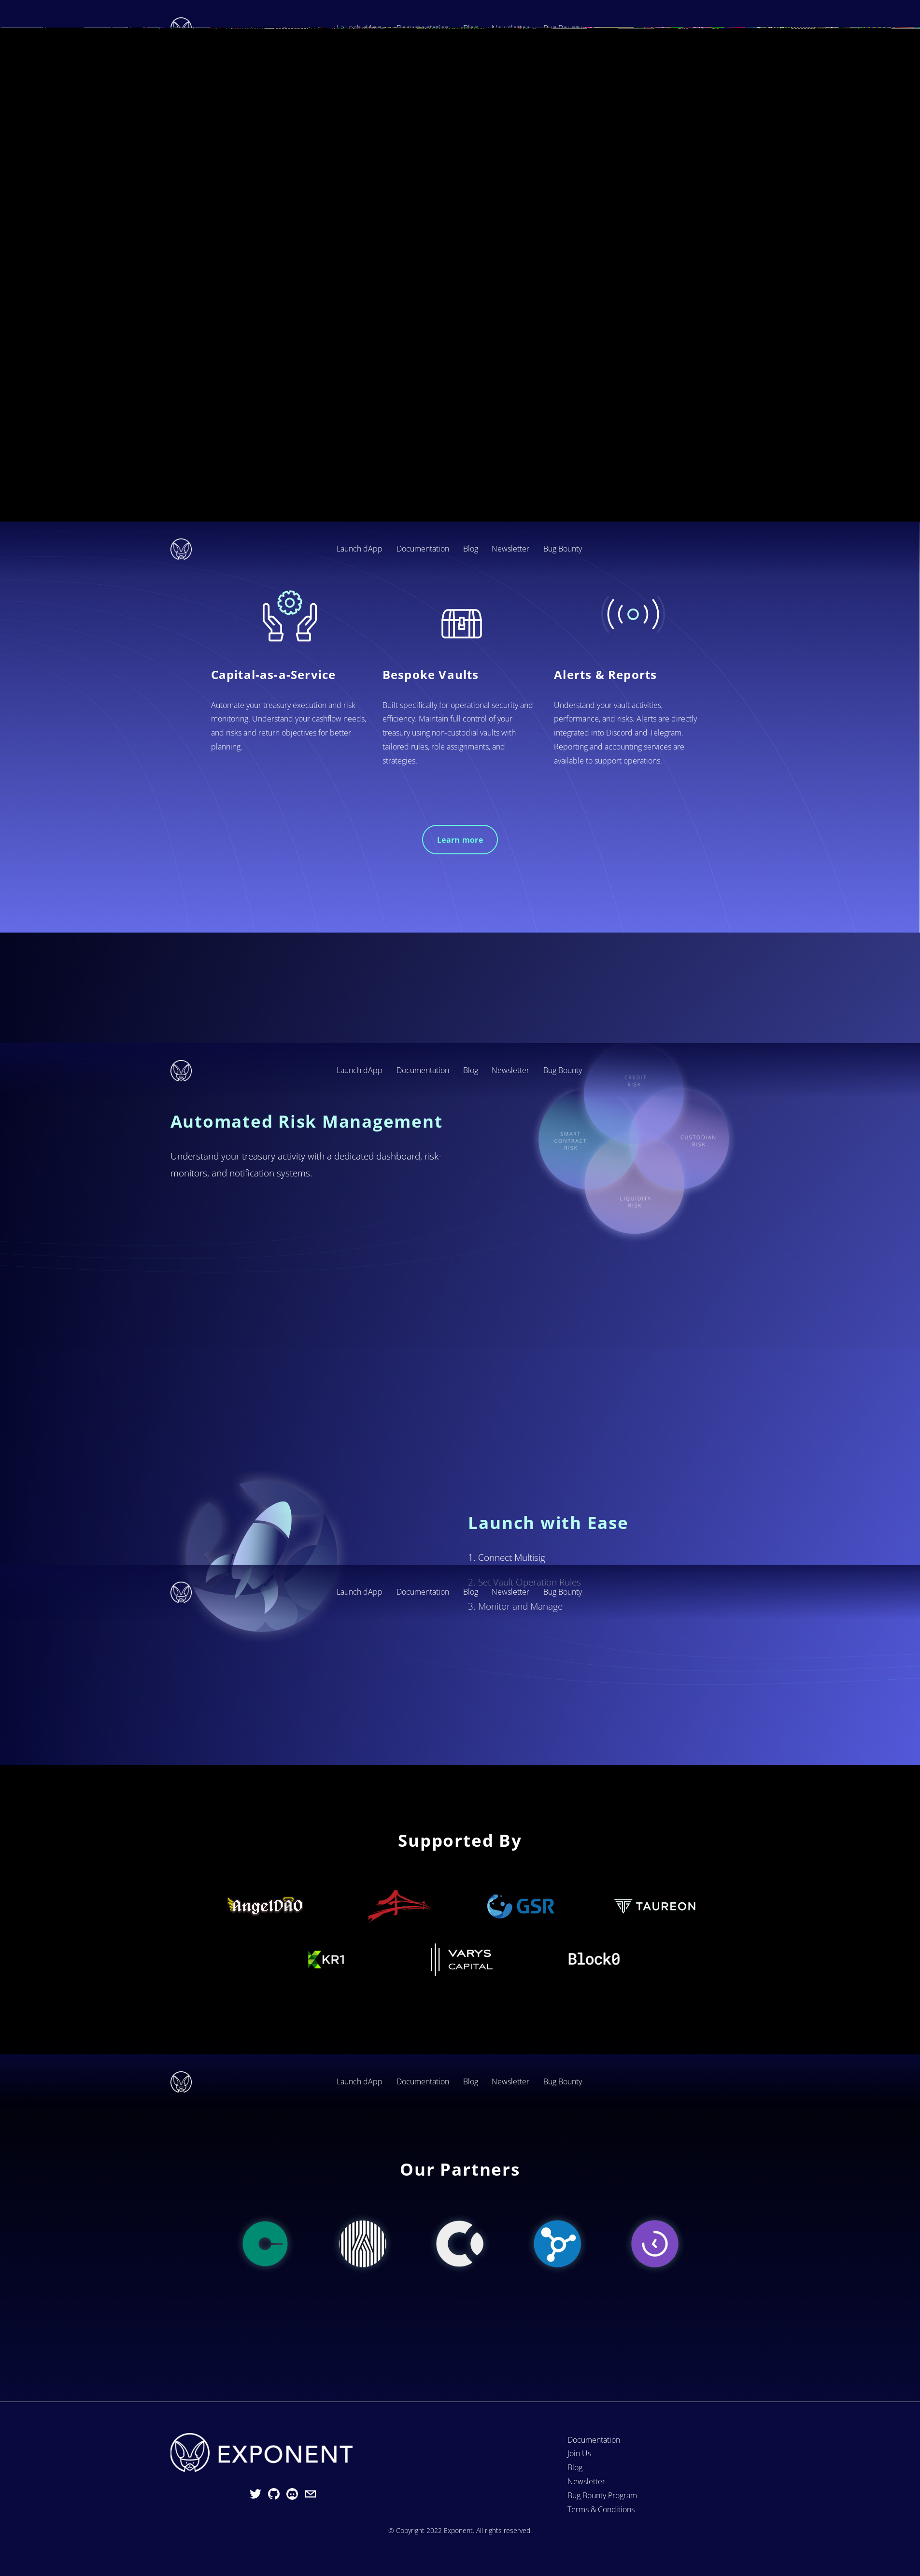 Launch dApp Documentation Blog Newsletter Bug Bounty
Launch dApp Documentation Blog Newsletter Bug Bounty
Capital-as-a-Service
Automate your treasury execution and risk
monitoring. Understand your cashflow needs,
and risks and return objectives for better
planning.
Bespoke Vaults
Built specifically for operational security and
efficiency. Maintain full control of your
treasury using non-custodial vaults with
tailored rules, role assignments, and
strategies.
Alerts & Reports
Understand your vault activities,
performance, and risks. Alerts are directly
integrated into Discord and Telegram.
Reporting and accounting services are
available to support operations.
Learn more
Launch dApp Documentation Blog Newsletter Bug Bounty
Automated Risk Management
Understand your treasury activity with a dedicated dashboard, risk-
monitors, and notification systems.
CREDIT
RISK
SMART
CONTRACT
RISK
CUSTODIAN
RISK
LIQUIDITY
RISK
Launch with Ease
1. Connect Multisig
2. Set Vault Operation Rules
Launch dApp Documentation Blog Newsletter Bug Bounty
3. Monitor and Manage
Supported By
AngelDAO
GSR
TAUREON
KR1
VARYS
CAPITAL
Block0
Launch dApp Documentation Blog Newsletter Bug Bounty
Our Partners
EXPONENT
Documentation
Join Us
Blog
Newsletter
Bug Bounty Program
Terms & Conditions
© Copyright 2022 Exponent. All rights reserved.